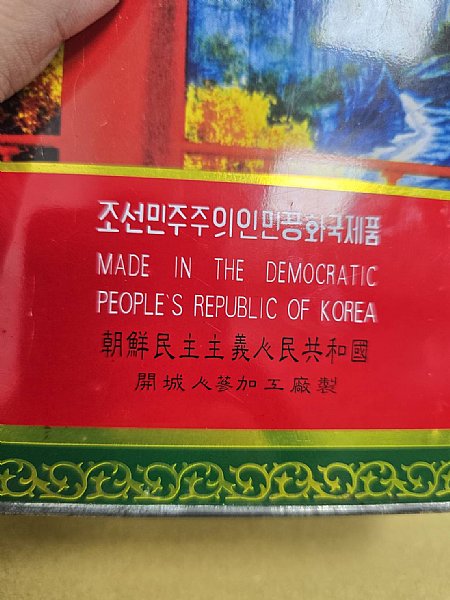 조선민주주의인민공화국제품
MADE IN THE DEMOCRATIC
PEOPLE'S REPUBLIC OF KOREA
朝鮮民主主義人民共和國
開城人蔘加工廠製